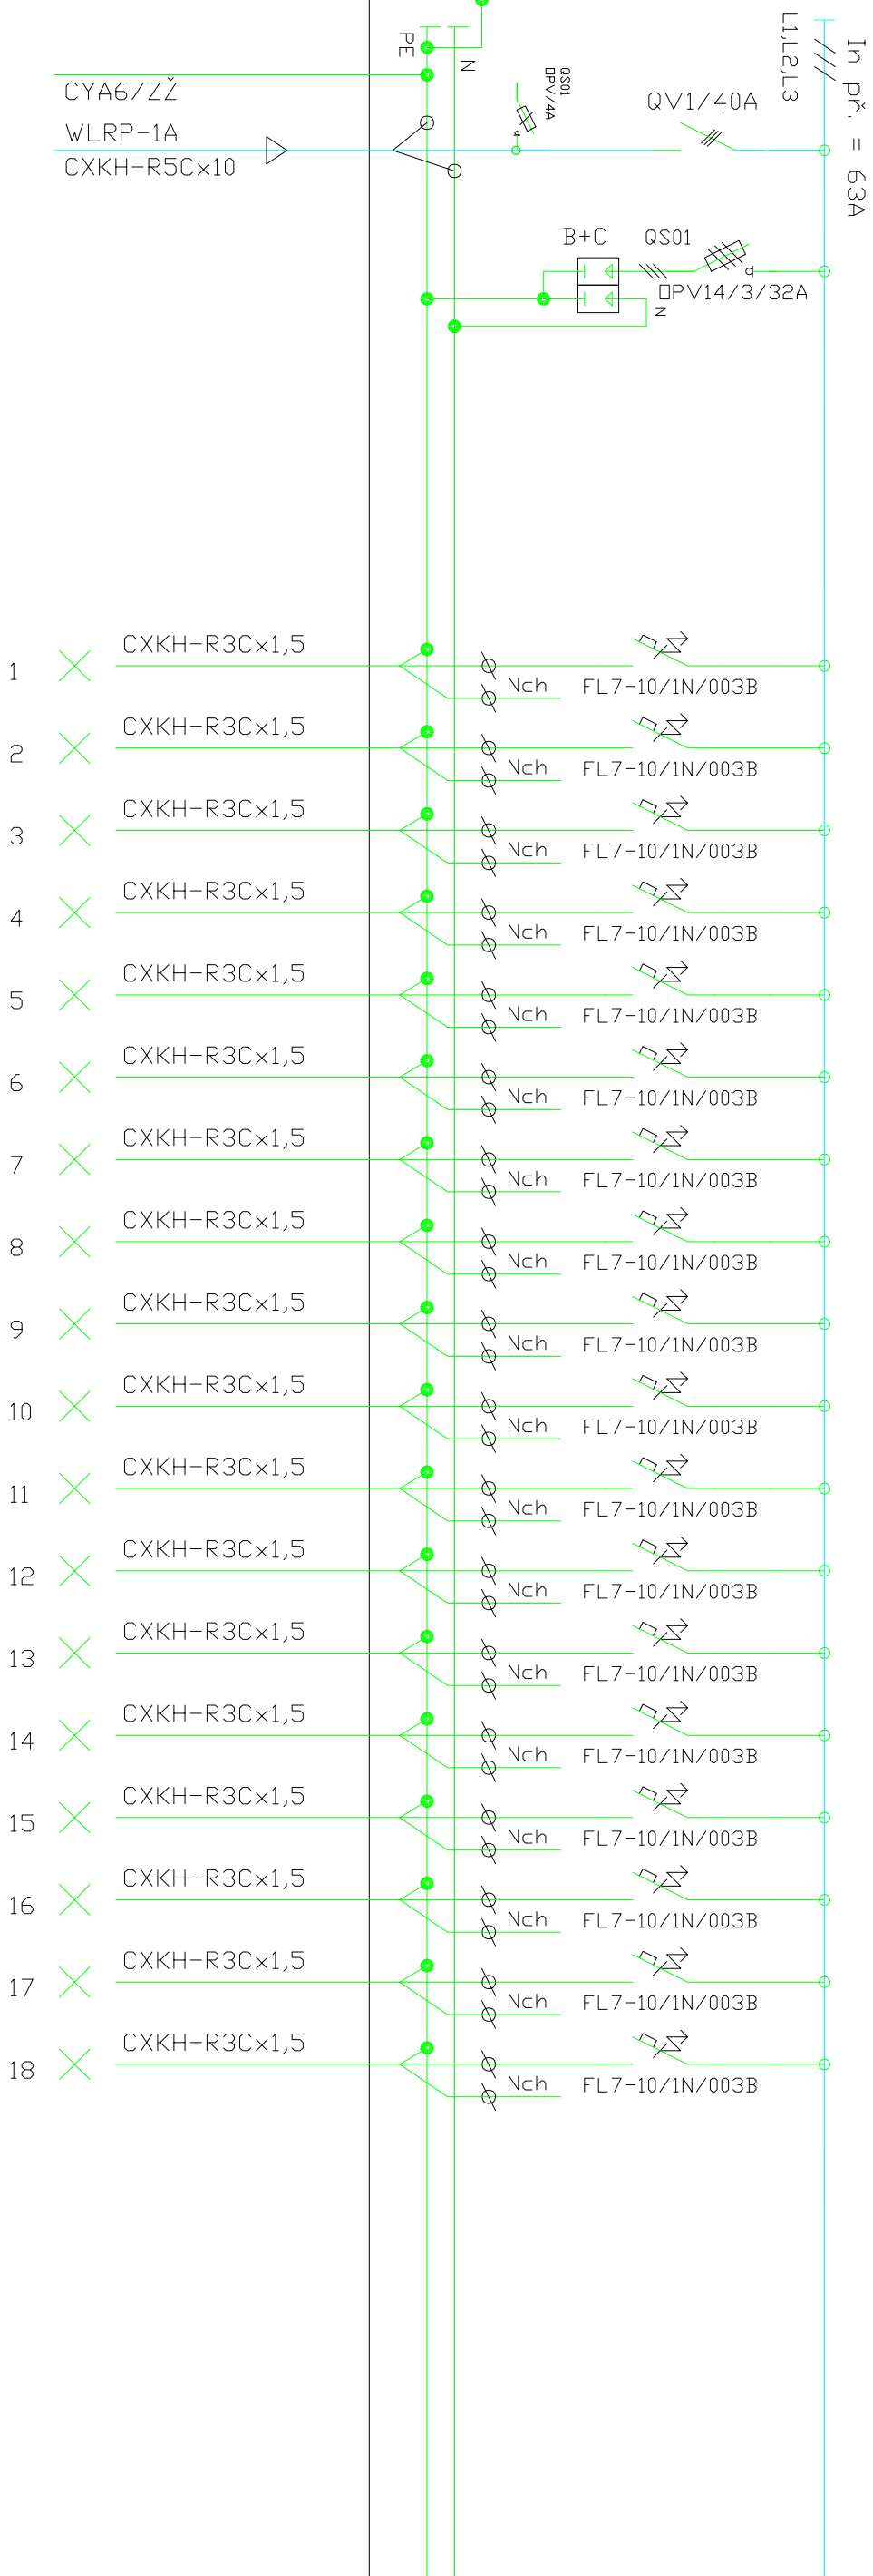 In př. = 63A
L1,L2,L3
PE
N
CYA6/ZŽ
WLRP-1A
CXKH-R5Cx10
QS01
OPV/4A
QV1/40A
B+C
QS01
OPV14/3/32A
N
1
CXKH-R3Cx1,5
Nch
FL7-10/1N/003B
2
CXKH-R3Cx1,5
Nch
FL7-10/1N/003B
3
CXKH-R3Cx1,5
Nch
FL7-10/1N/003B
4
CXKH-R3Cx1,5
Nch
FL7-10/1N/003B
5
CXKH-R3Cx1,5
Nch
FL7-10/1N/003B
6
CXKH-R3Cx1,5
Nch
FL7-10/1N/003B
7
CXKH-R3Cx1,5
Nch
FL7-10/1N/003B
8
CXKH-R3Cx1,5
Nch
FL7-10/1N/003B
9
CXKH-R3Cx1,5
Nch
FL7-10/1N/003B
10
CXKH-R3Cx1,5
Nch
FL7-10/1N/003B
11
CXKH-R3Cx1,5
Nch
FL7-10/1N/003B
12
CXKH-R3Cx1,5
Nch
FL7-10/1N/003B
13
CXKH-R3Cx1,5
Nch
FL7-10/1N/003B
14
CXKH-R3Cx1,5
Nch
FL7-10/1N/003B
15
CXKH-R3Cx1,5
Nch
FL7-10/1N/003B
16
CXKH-R3Cx1,5
Nch
FL7-10/1N/003B
17
CXKH-R3Cx1,5
Nch
FL7-10/1N/003B
18
CXKH-R3Cx1,5
Nch
FL7-10/1N/003B